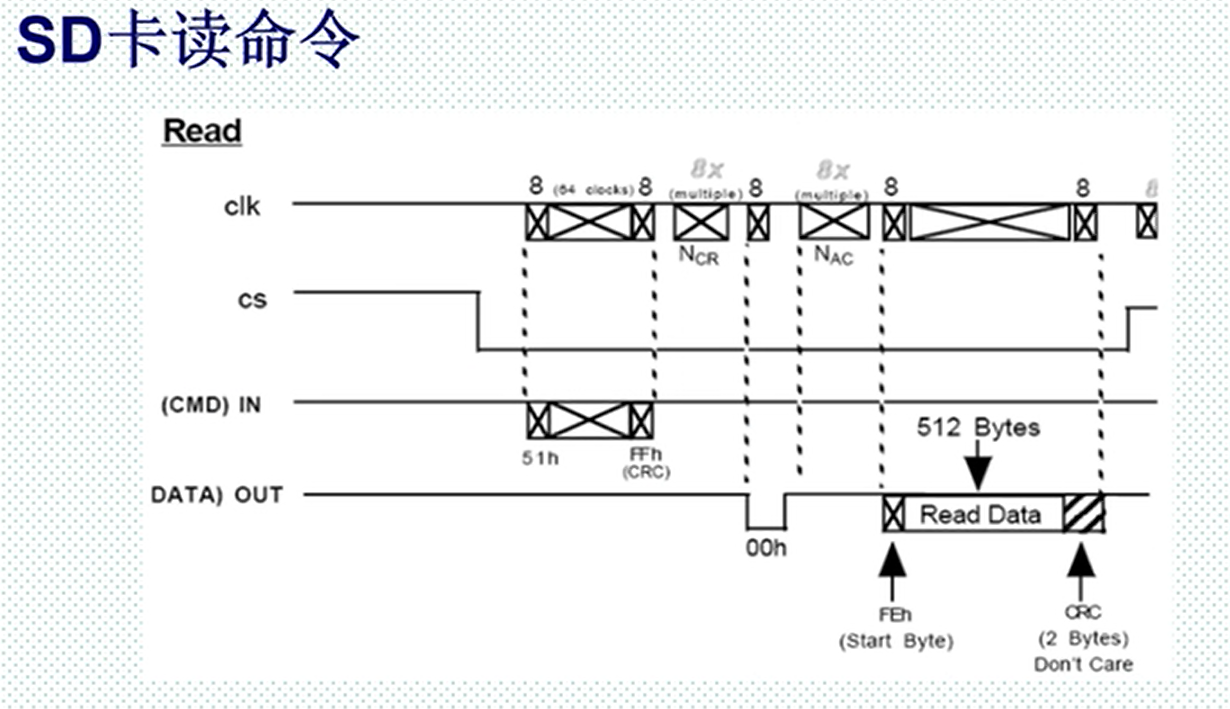 SD卡读命令
Read
8x 8x
8 (64 clocks) 8 (multiple) 8 (multiple) 8 8 8
clk
NCR NAC
cs
(CMD) IN
51h FFh
(CRC)
512 Bytes
DATA) OUT
Read Data
00h
FEh CRC
(Start Byte) (2 Bytes)
Don't Care